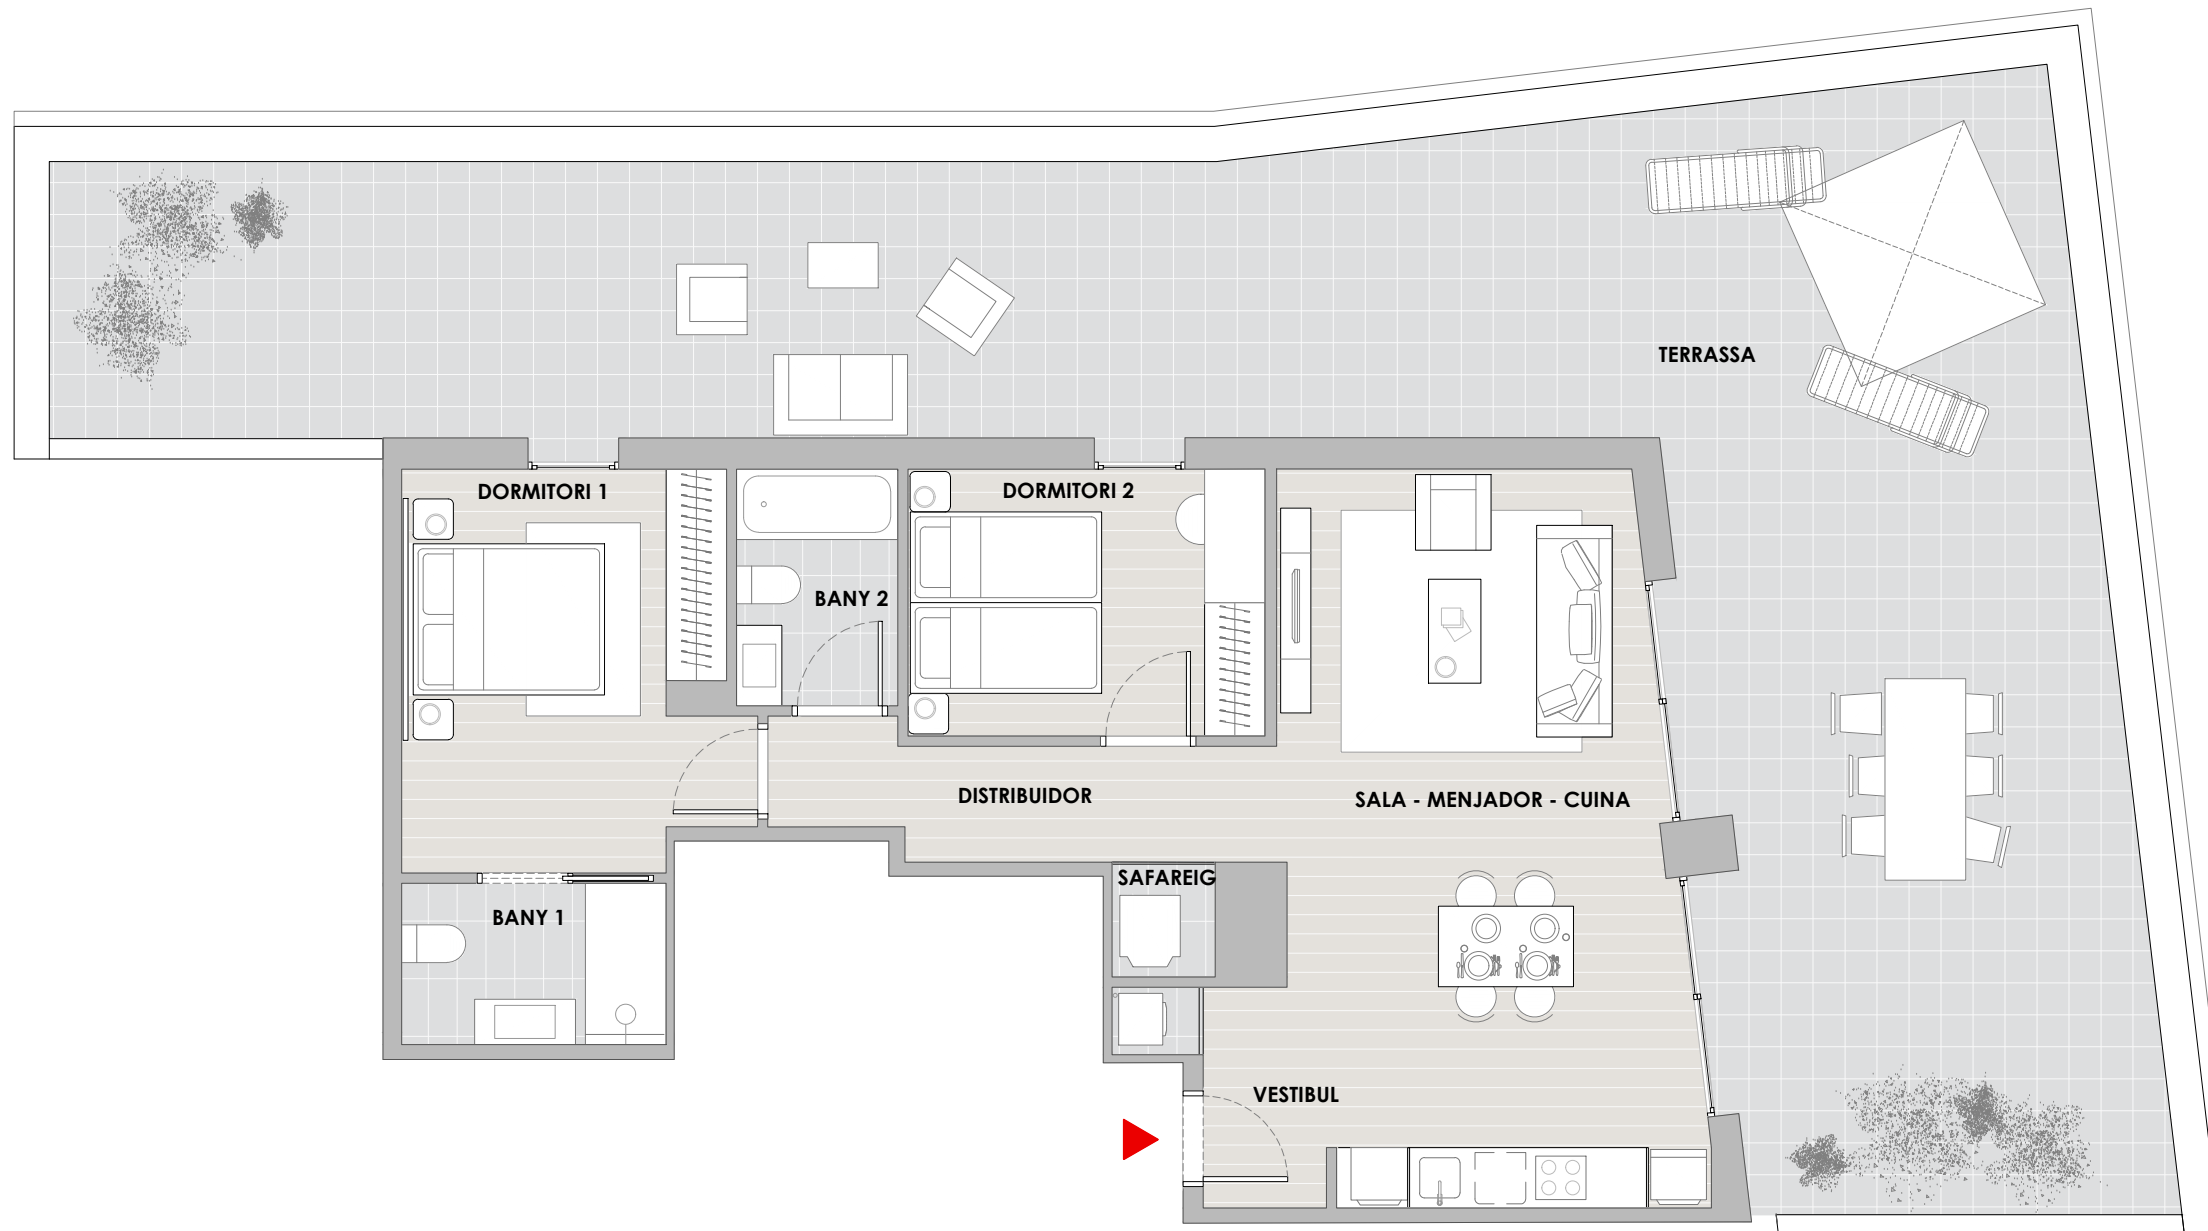 TERRASSA
DORMITORI 1
DORMITORI 2
BANY 2
DISTRIBUIDOR
SALA - MENJADOR - CUINA
SAFAREIG
BANY 1
VESTIBUL